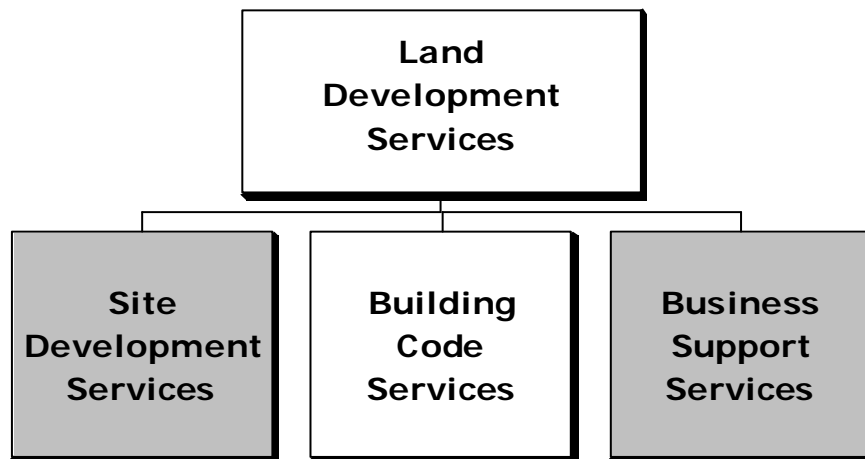 Land
Development
Services
Site
Development
Services
Building
Code
Services
Business
Support
Services